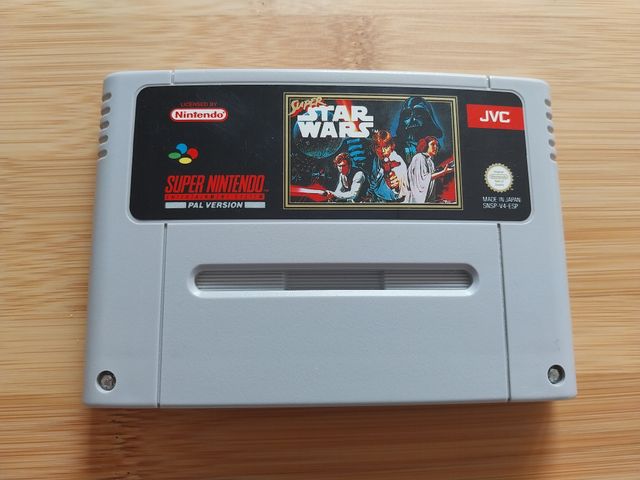 LICENSED BY
Nintendo
SUPER NINTENDO
ENTERTAINMENT SYSTEM
PAL VERSION
SUPER
STAR
WARS
JVC
MADE IN JAPAN
SNSP-V4-ESP